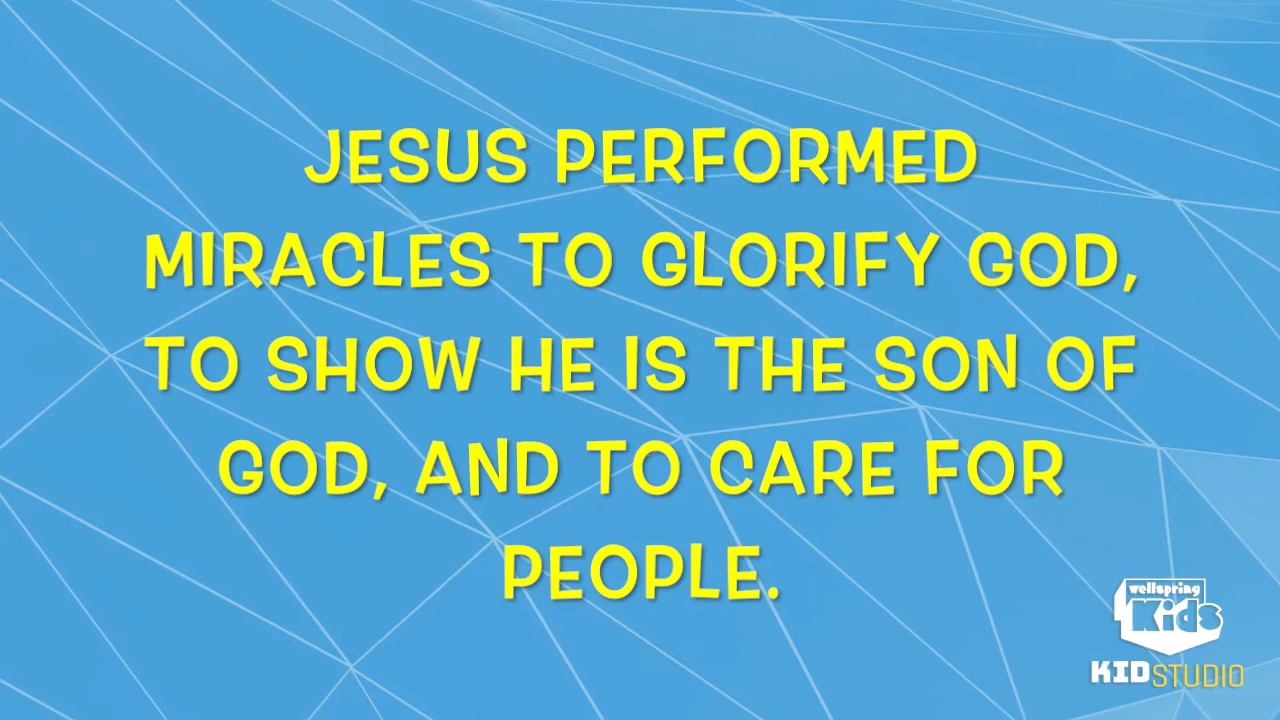 JESUS PERFORMED
MIRACLES TO GLORIFY GOD,
TO SHOW HE IS THE SON OF
GOD, AND TO CARE FOR
PEOPLE.
wellspring
Kids
KIDSTUDIO